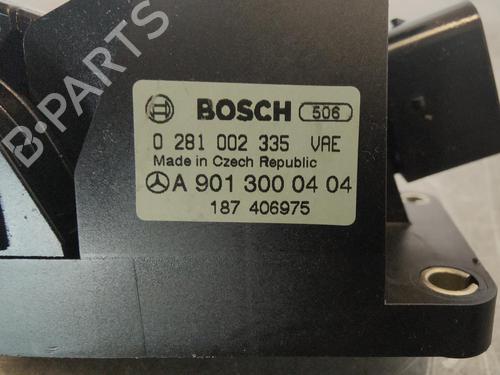 BOSCH 506
0 281 002 335 VAE
Made in Czech Republic
A 901 300 04 04
187 406975
B-PARTS